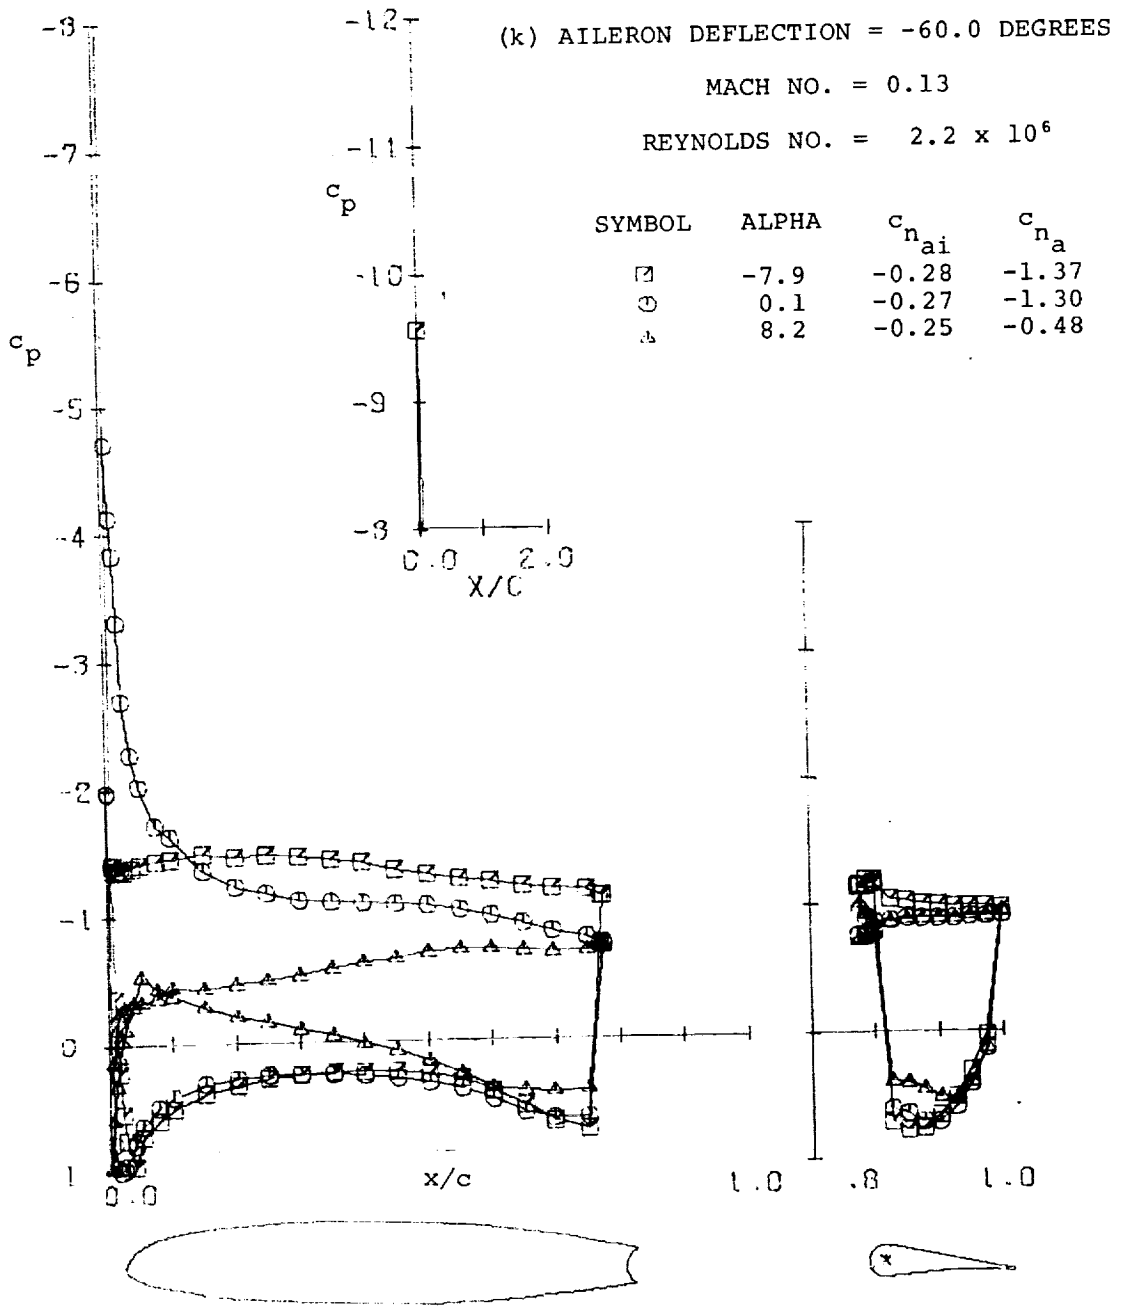 (k) AILERON DEFLECTION = -60.0 DEGREES
MACH NO. = 0.13
REYNOLDS NO. = 2.2 x 10⁶
SYMBOL ALPHA c_n_ai c_n_a
-7.9 -0.28 -1.37
0.1 -0.27 -1.30
8.2 -0.25 -0.48
-8
-7
-6
c_p
-5
-4
-3
-2
-1
0
1
-12
-11
c_p
-10
-9
-8
0.0 2.0
X/C
0.0 x/c 1.0
.8 1.0